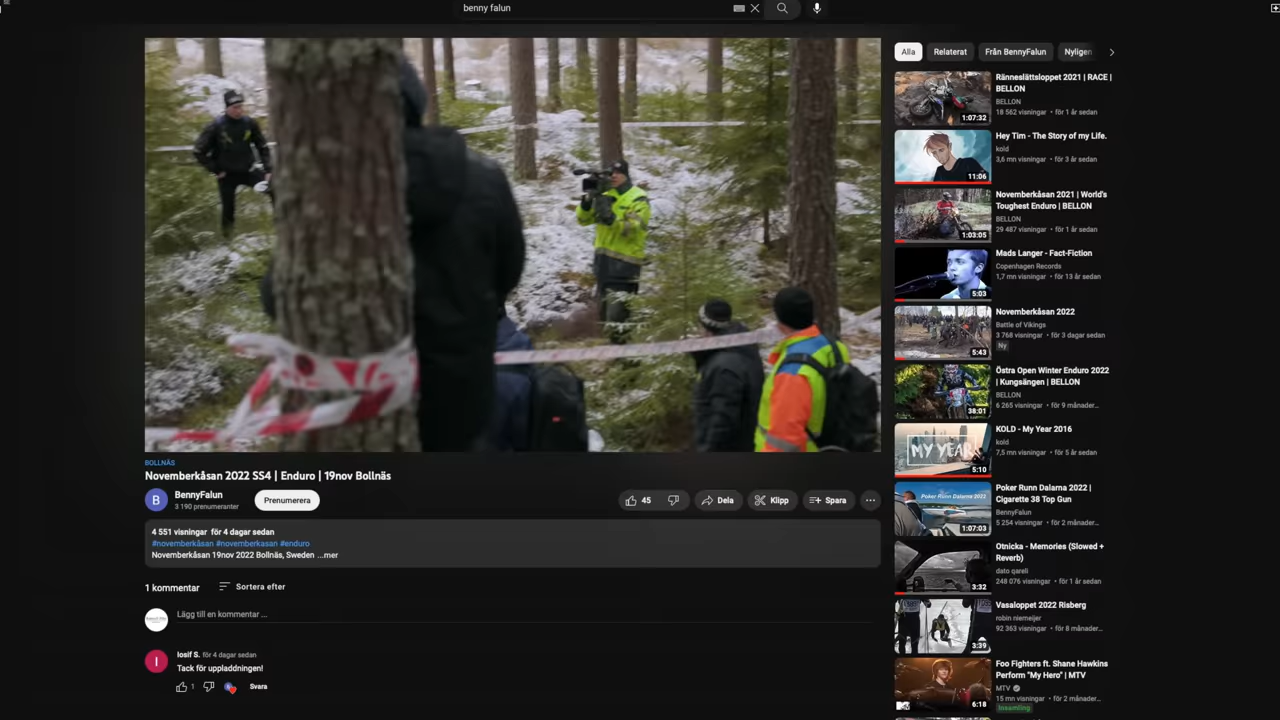 benny falun
Alla
Relaterat
Från BennyFalun
Nyligen
BOLLNÄS
Novemberkåsan 2022 SS4 | Enduro | 19nov Bollnäs
B
BennyFalun
3 190 prenumeranter
Prenumerera
45
Dela
Klipp
Spara
4 551 visningar för 4 dagar sedan
#novemberkåsan #novemberkasan #enduro
Novemberkåsan 19nov 2022 Bollnäs, Sweden ...mer
1 kommentar
Sortera efter
Lägg till en kommentar ...
I
Iosif S. för 4 dagar sedan
Tack för uppladdningen!
1
Svara
1:07:32
Ränneslättsloppet 2021 | RACE |
BELLON
BELLON
18 562 visningar • för 1 år sedan
11:06
Hey Tim - The Story of my Life.
kold
3,6 mn visningar • för 3 år sedan
1:03:05
Novemberkåsan 2021 | World's
Toughest Enduro | BELLON
BELLON
29 487 visningar • för 1 år sedan
5:03
Mads Langer - Fact-Fiction
Copenhagen Records
1,7 mn visningar • för 13 år sedan
5:43
Novemberkåsan 2022
Battle of Vikings
3 768 visningar • för 3 dagar sedan
Ny
38:01
Östra Open Winter Enduro 2022
| Kungsängen | BELLON
BELLON
6 265 visningar • för 9 månader...
MY YEAR
5:10
KOLD - My Year 2016
kold
7,5 mn visningar • för 5 år sedan
Poker Runn Dalarna 2022
1:07:03
Poker Runn Dalarna 2022 |
Cigarette 38 Top Gun
BennyFalun
5 254 visningar • för 2 månader...
3:32
Otnicka - Memories (Slowed +
Reverb)
dato qareli
248 076 visningar • för 1 år sedan
3:39
Vasaloppet 2022 Risberg
robin niemeijer
92 363 visningar • för 8 månader...
MTV
6:18
Foo Fighters ft. Shane Hawkins
Perform "My Hero" | MTV
MTV
15 mn visningar • för 2 månader...
Insamling